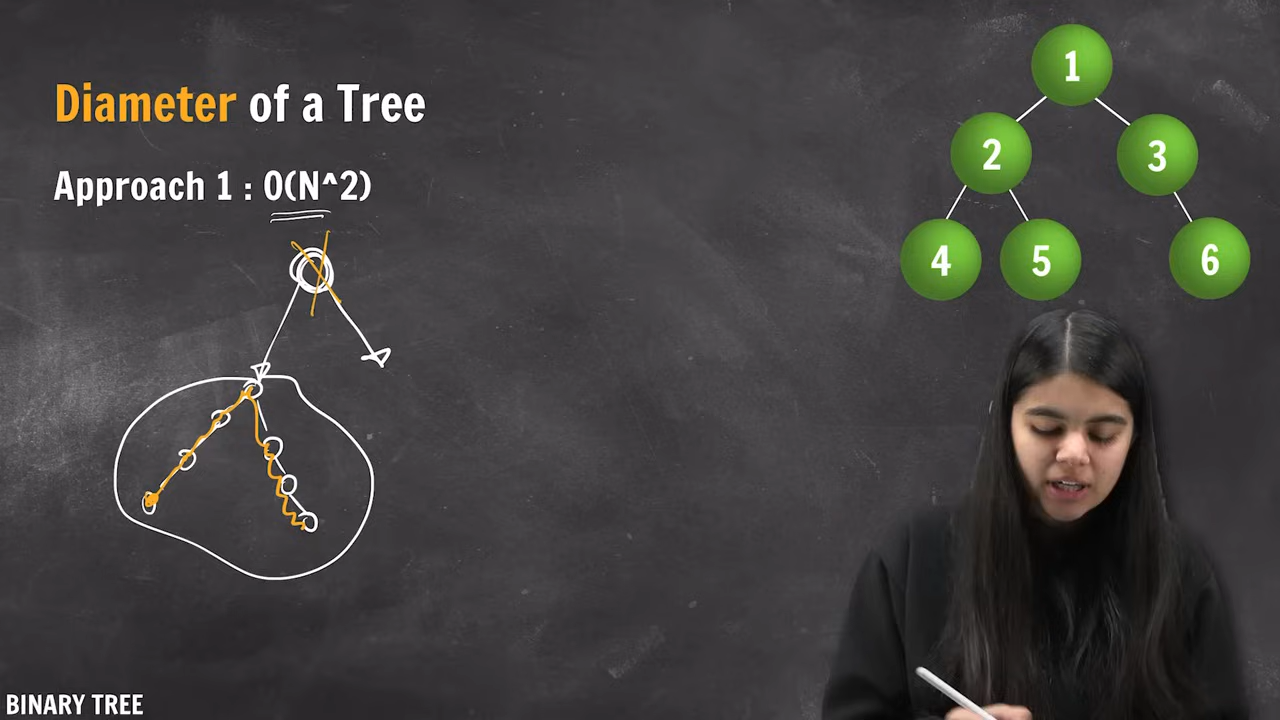 Diameter of a Tree
Approach 1 : O(N^2)
1
2
3
4
5
6
BINARY TREE